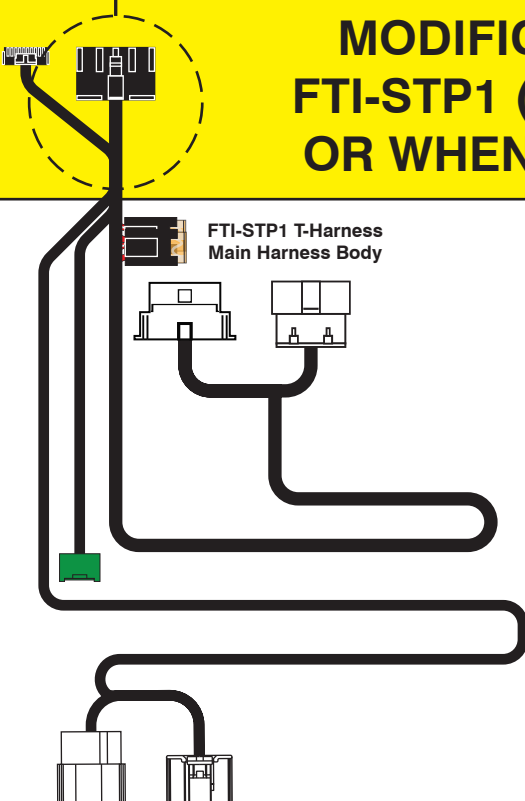 MODIFIC
FTI-STP1 (
OR WHEN
FTI-STP1 T-Harness
Main Harness Body